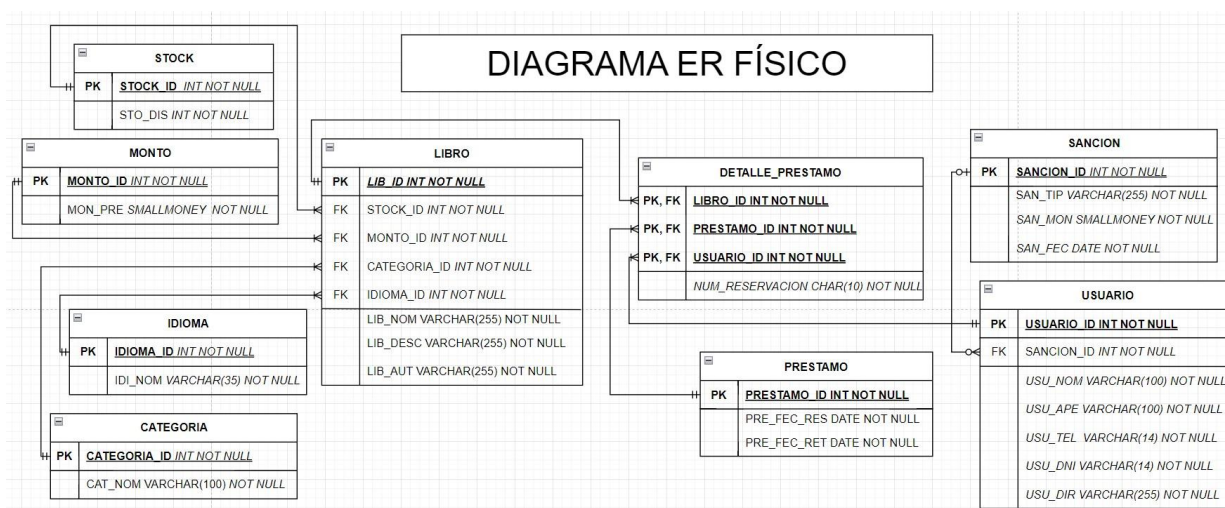 DIAGRAMA ER FÍSICO
STOCK
PK STOCK_ID INT NOT NULL
STO_DIS INT NOT NULL
MONTO
PK MONTO_ID INT NOT NULL
MON_PRE SMALLMONEY NOT NULL
LIBRO
PK LIB_ID INT NOT NULL
FK STOCK_ID INT NOT NULL
FK MONTO_ID INT NOT NULL
FK CATEGORIA_ID INT NOT NULL
FK IDIOMA_ID INT NOT NULL
LIB_NOM VARCHAR(255) NOT NULL
LIB_DESC VARCHAR(255) NOT NULL
LIB_AUT VARCHAR(255) NOT NULL
IDIOMA
PK IDIOMA_ID INT NOT NULL
IDI_NOM VARCHAR(35) NOT NULL
CATEGORIA
PK CATEGORIA_ID INT NOT NULL
CAT_NOM VARCHAR(100) NOT NULL
DETALLE_PRESTAMO
PK, FK LIBRO_ID INT NOT NULL
PK, FK PRESTAMO_ID INT NOT NULL
PK, FK USUARIO_ID INT NOT NULL
NUM_RESERVACION CHAR(10) NOT NULL
PRESTAMO
PK PRESTAMO_ID INT NOT NULL
PRE_FEC_RES DATE NOT NULL
PRE_FEC_RET DATE NOT NULL
SANCION
PK SANCION_ID INT NOT NULL
SAN_TIP VARCHAR(255) NOT NULL
SAN_MON SMALLMONEY NOT NULL
SAN_FEC DATE NOT NULL
USUARIO
PK USUARIO_ID INT NOT NULL
FK SANCION_ID INT NOT NULL
USU_NOM VARCHAR(100) NOT NULL
USU_APE VARCHAR(100) NOT NULL
USU_TEL VARCHAR(14) NOT NULL
USU_DNI VARCHAR(14) NOT NULL
USU_DIR VARCHAR(255) NOT NULL